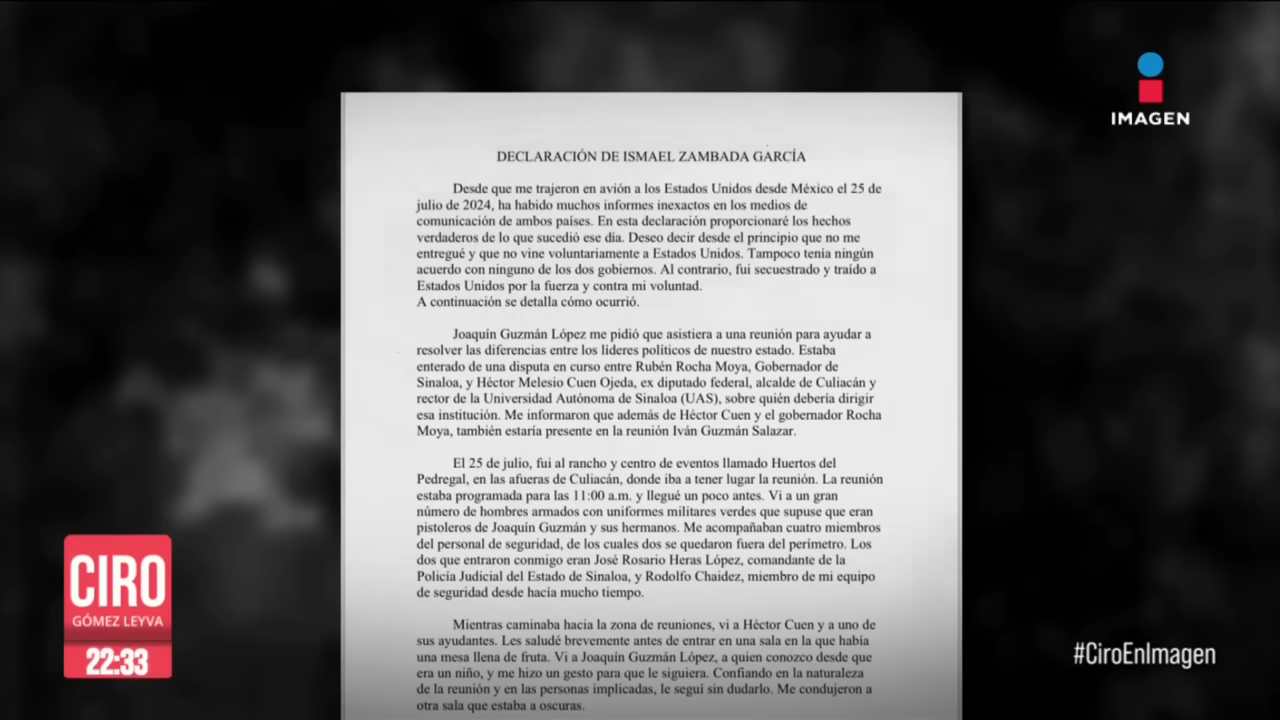 IMAGEN
DECLARACIÓN DE ISMAEL ZAMBADA GARCÍA
Desde que me trajeron en avión a los Estados Unidos desde México el 25 de
julio de 2024, ha habido muchos informes inexactos en los medios de
comunicación de ambos países. En esta declaración proporcionaré los hechos
verdaderos de lo que sucedió ese día. Deseo decir desde el principio que no me
entregué y que no vine voluntariamente a Estados Unidos. Tampoco tenía ningún
acuerdo con ninguno de los dos gobiernos. Al contrario, fui secuestrado y traído a
Estados Unidos por la fuerza y contra mi voluntad.
A continuación se detalla cómo ocurrió.
Joaquín Guzmán López me pidió que asistiera a una reunión para ayudar a
resolver las diferencias entre los líderes políticos de nuestro estado. Estaba
enterado de una disputa en curso entre Rubén Rocha Moya, Gobernador de
Sinaloa, y Héctor Melesio Cuen Ojeda, ex diputado federal, alcalde de Culiacán y
rector de la Universidad Autónoma de Sinaloa (UAS), sobre quién debería dirigir
esa institución. Me informaron que además de Héctor Cuen y el gobernador Rocha
Moya, también estaría presente en la reunión Iván Guzmán Salazar.
El 25 de julio, fui al rancho y centro de eventos llamado Huertos del
Pedregal, en las afueras de Culiacán, donde iba a tener lugar la reunión. La reunión
estaba programada para las 11:00 a.m. y llegué un poco antes. Vi a un gran
número de hombres armados con uniformes militares verdes que supuse que eran
pistoleros de Joaquín Guzmán y sus hermanos. Me acompañaban cuatro miembros
del personal de seguridad, de los cuales dos se quedaron fuera del perímetro. Los
dos que entraron conmigo eran José Rosario Heras López, comandante de la
Policía Judicial del Estado de Sinaloa, y Rodolfo Chaidez, miembro de mi equipo
de seguridad desde hacía mucho tiempo.
Mientras caminaba hacia la zona de reuniones, vi a Héctor Cuen y a uno de
sus ayudantes. Les saludé brevemente antes de entrar en una sala en la que había
una mesa llena de fruta. Vi a Joaquín Guzmán López, a quien conozco desde que
era un niño, y me hizo un gesto para que le siguiera. Confiando en la naturaleza
de la reunión y en las personas implicadas, le seguí sin dudarlo. Me condujeron a
otra sala que estaba a oscuras.
CIRO
GÓMEZ LEYVA
22:33
#CiroEnImagen